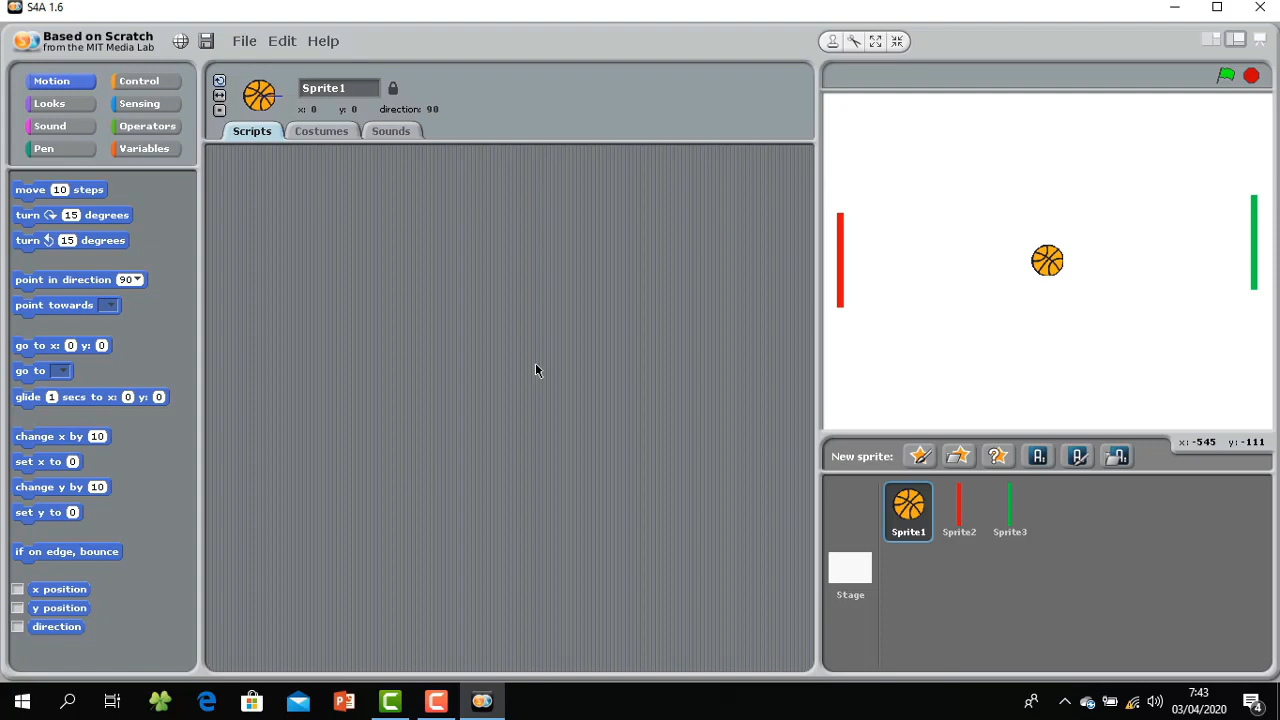 S4A 1.6
Based on Scratch
from the MIT Media Lab
File Edit Help
Motion Control
Looks Sensing
Sound Operators
Pen Variables
Sprite1
x: 0 y: 0 direction: 90
Scripts Costumes Sounds
move 10 steps
turn 15 degrees
turn 15 degrees
point in direction 90
point towards
go to x: 0 y: 0
go to
glide 1 secs to x: 0 y: 0
change x by 10
set x to 0
change y by 10
set y to 0
if on edge, bounce
x position
y position
direction
x: -545 y: -111
New sprite:
Sprite1 Sprite2 Sprite3
Stage
7:43
03/04/2020
4